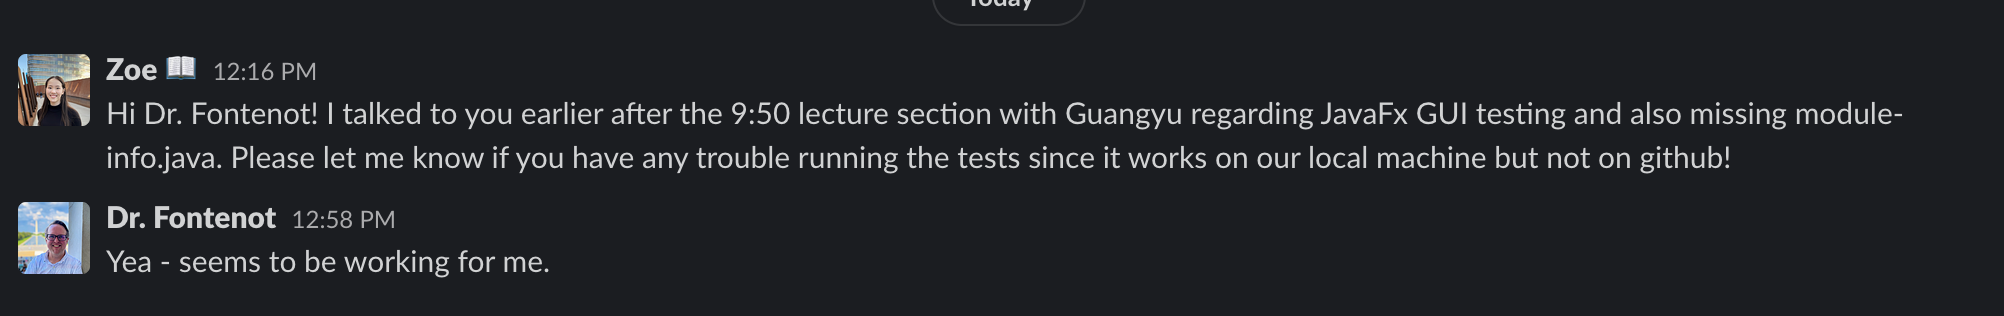 Today
Zoe 📖 12:16 PM
Hi Dr. Fontenot! I talked to you earlier after the 9:50 lecture section with Guangyu regarding JavaFx GUI testing and also missing module-
info.java. Please let me know if you have any trouble running the tests since it works on our local machine but not on github!
Dr. Fontenot 12:58 PM
Yea - seems to be working for me.